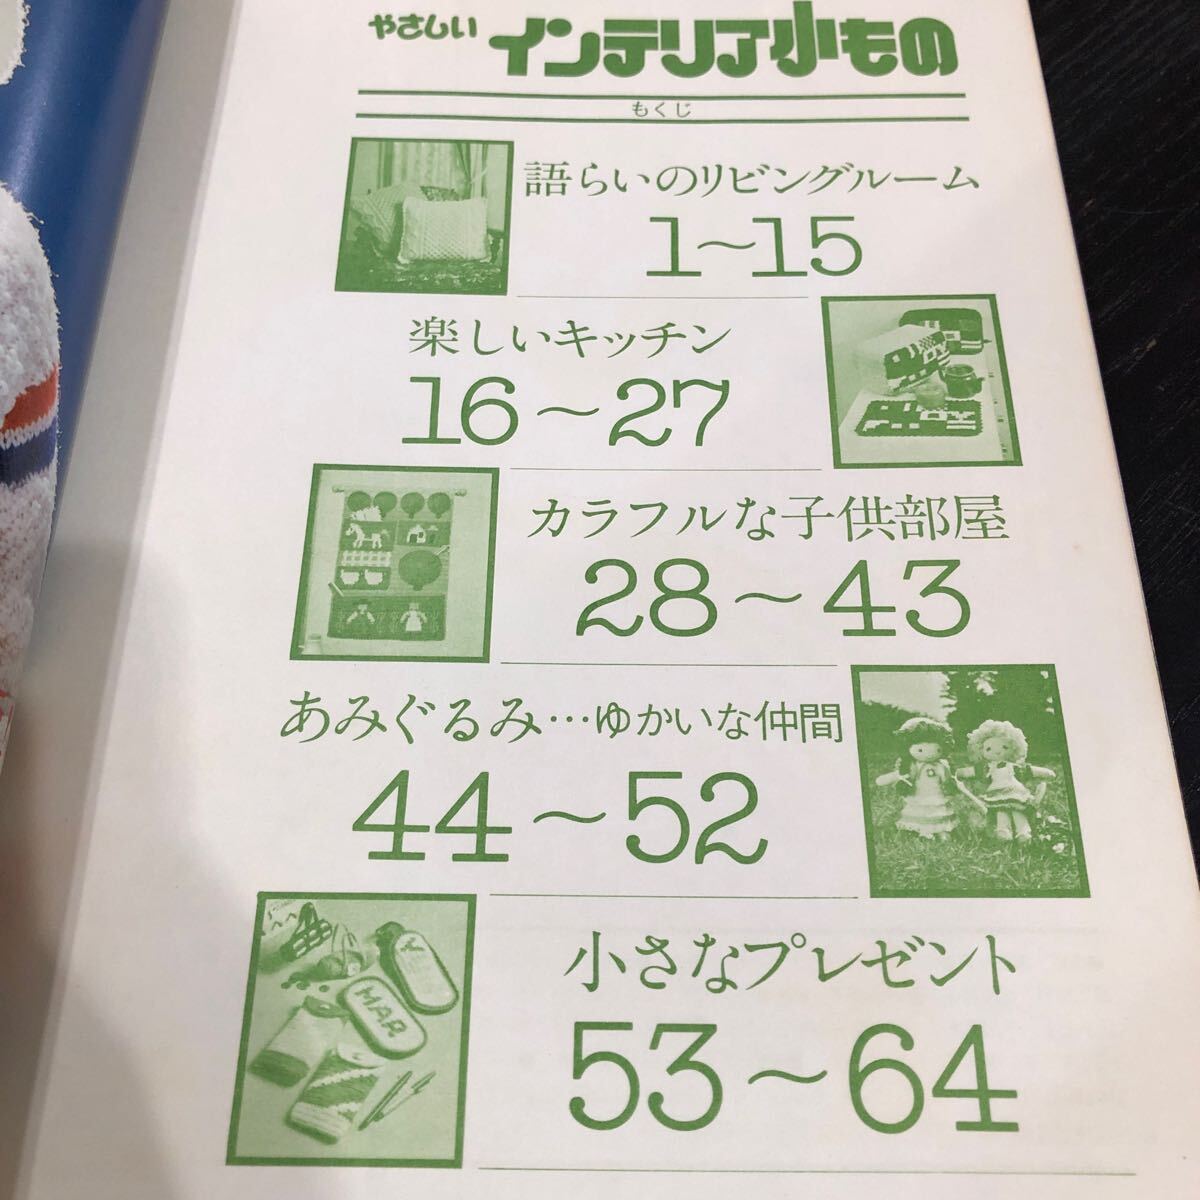 やさしい インテリア小もの
もくじ
語らいのリビングルーム
1〜15
楽しいキッチン
16〜27
カラフルな子供部屋
28〜43
あみぐるみ…ゆかいな仲間
44〜52
MAR
小さなプレゼント
53〜64